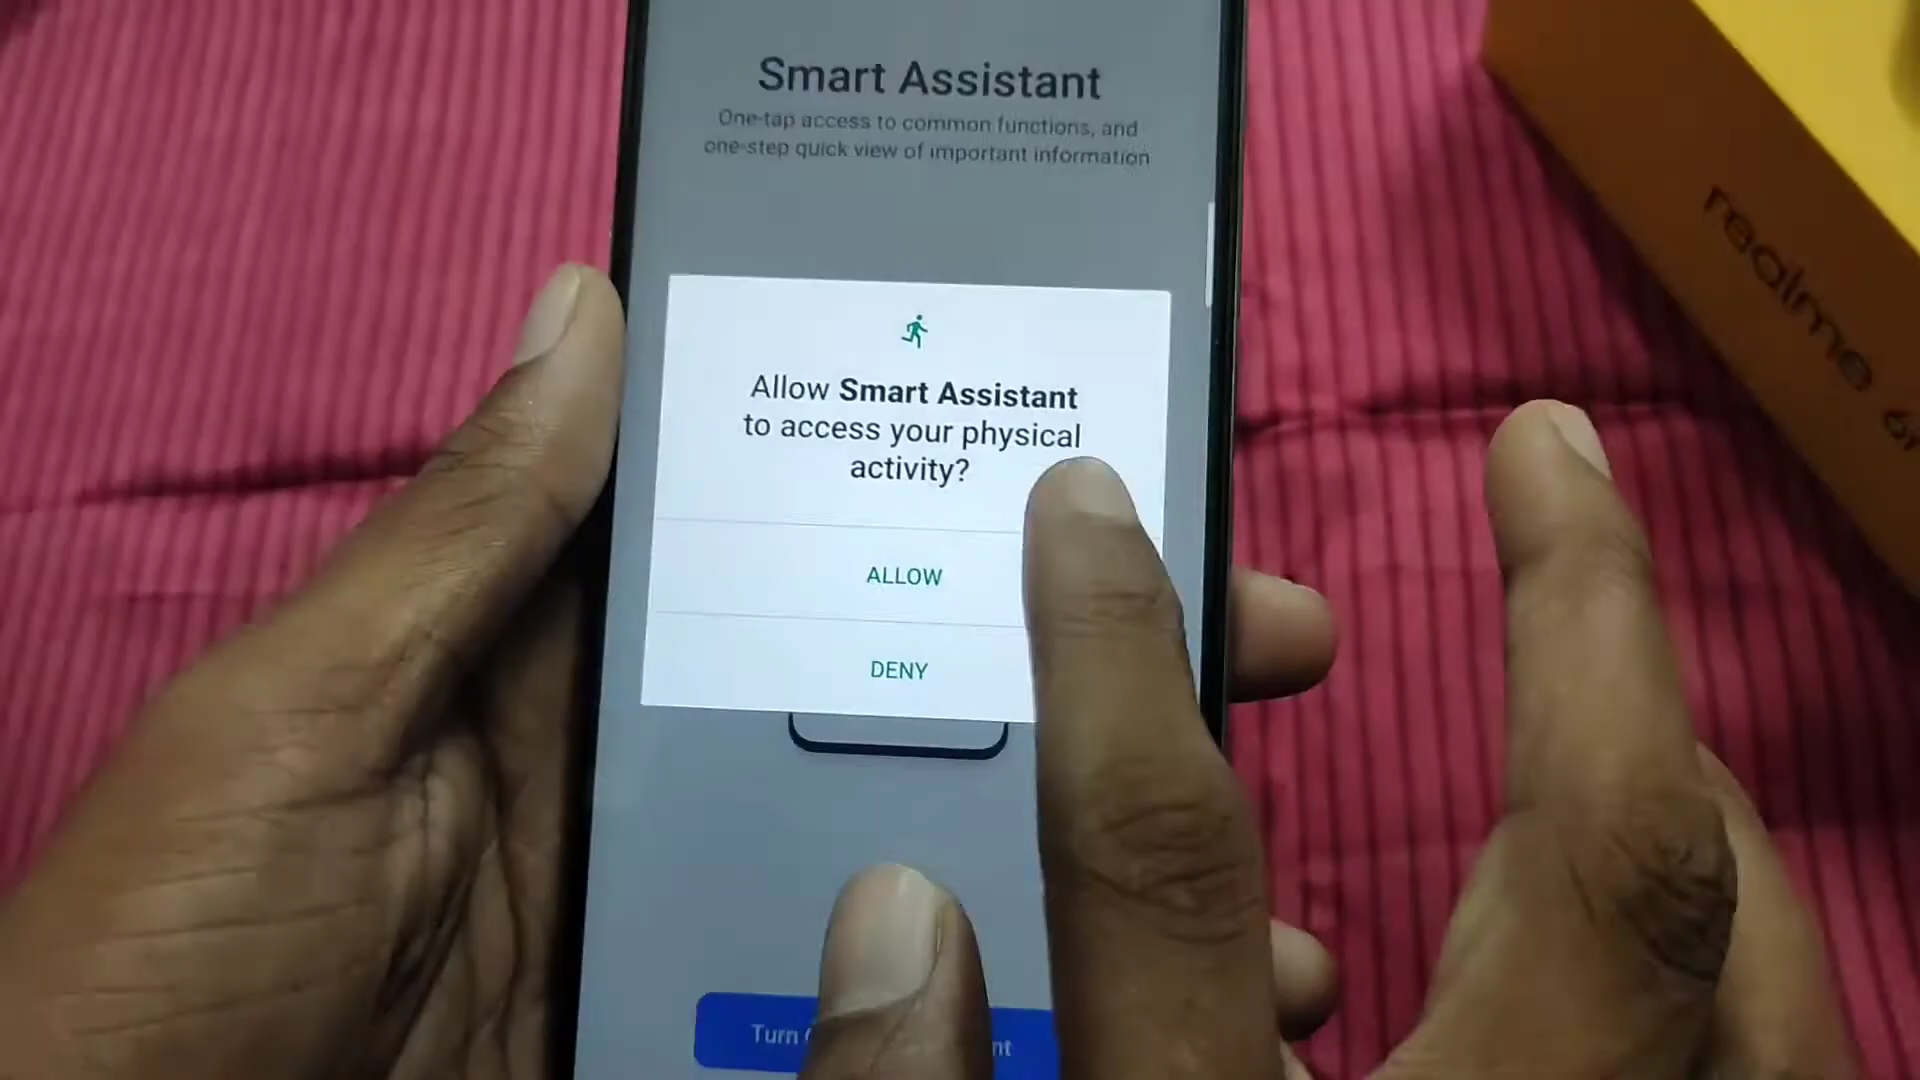 Smart Assistant
One-tap access to common functions, and
one-step quick view of important information
Allow Smart Assistant
to access your physical
activity?
ALLOW
DENY
Turn
realme